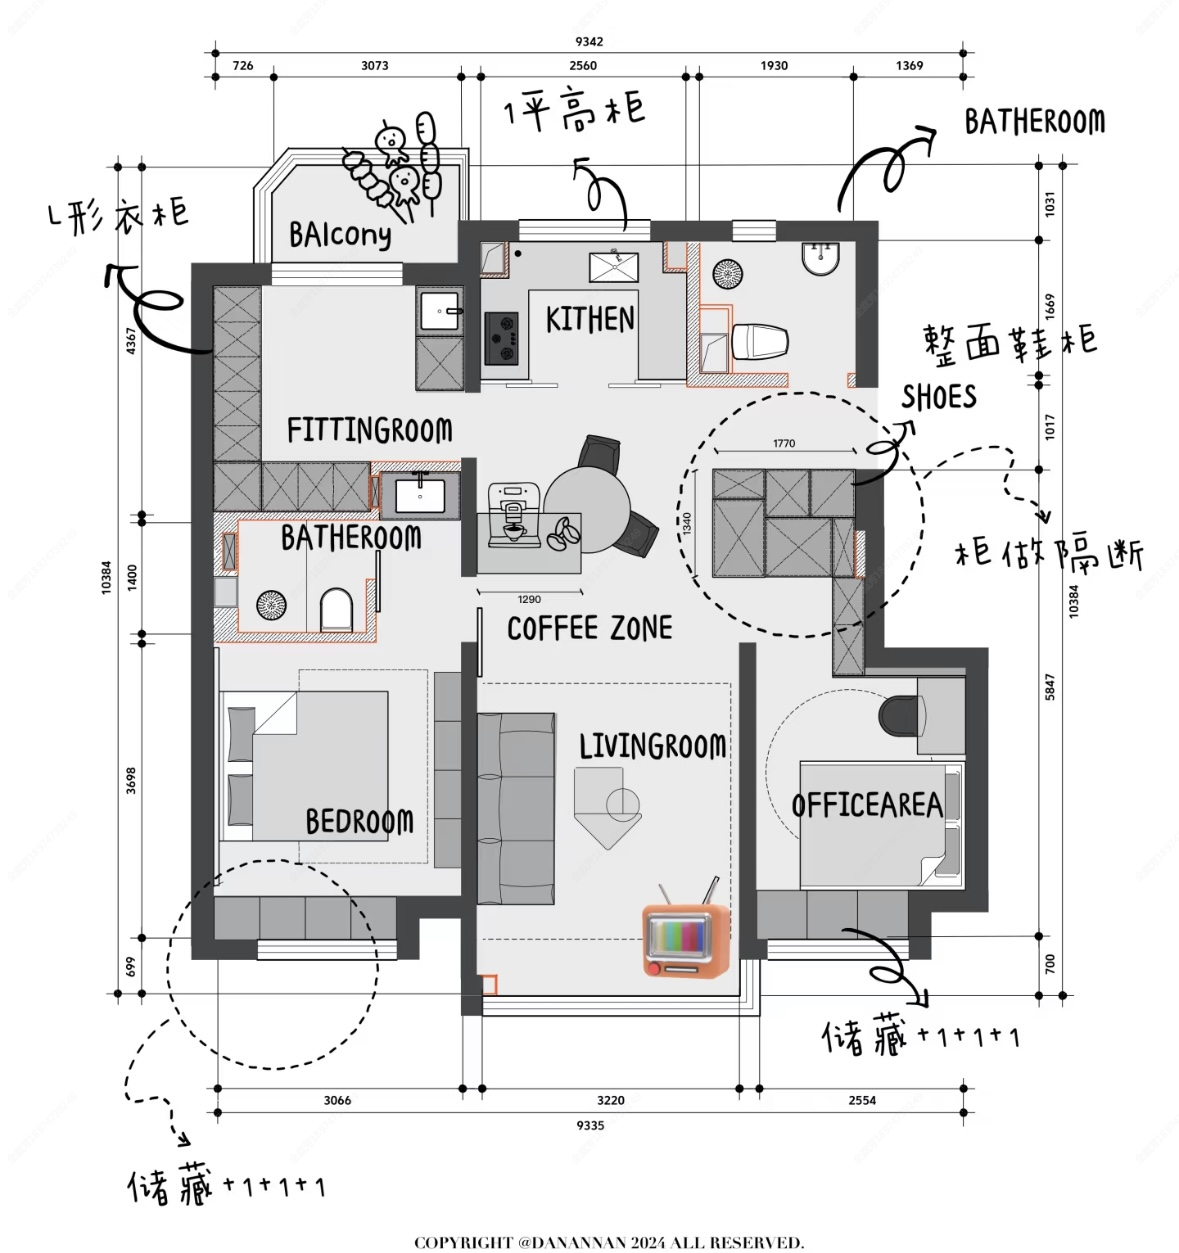 9342
726
3073
2560
1930
1369
1平高柜
BATHEROOM
L形衣柜
BAlcony
1031
KITHEN
4367
1669
整面鞋柜
SHOES
FITTINGROOM
1770
1017
BATHEROOM
1340
柜做隔断
10384
1400
1290
10384
COFFEE ZONE
5847
LIVINGROOM
3698
BEDROOM
OFFICEAREA
699
700
储藏+1+1+1
3066
3220
2554
9335
储藏+1+1+1
COPYRIGHT @DANANNAN 2024 ALL RESERVED.